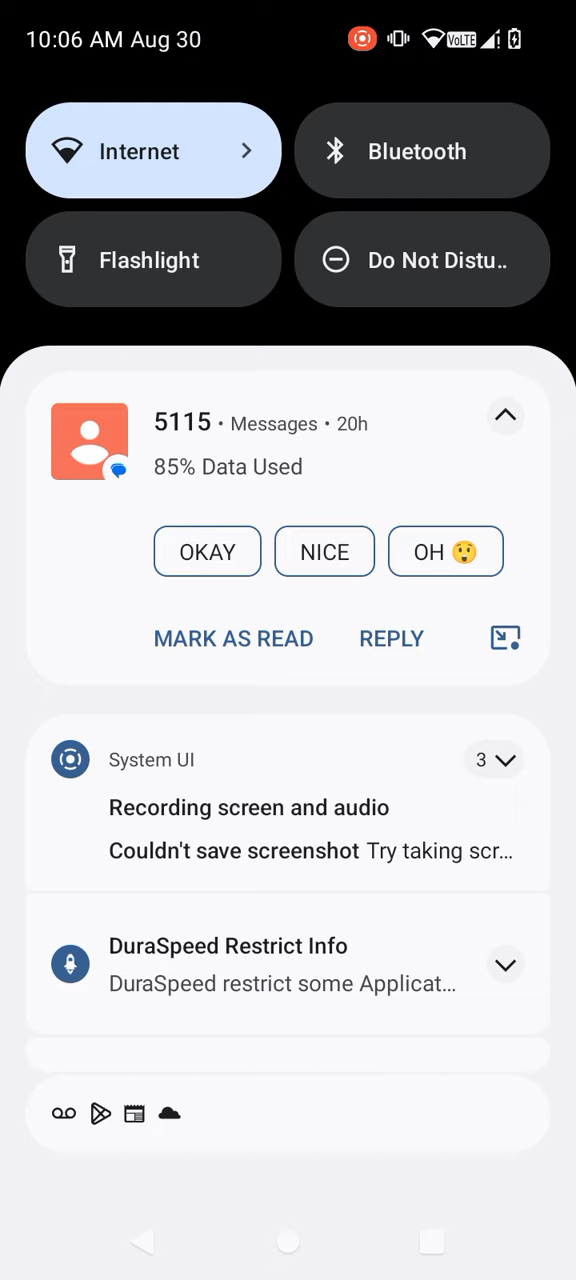 10:06 AM Aug 30
VoLTE
Internet
Bluetooth
Flashlight
Do Not Distu..
5115 • Messages • 20h
85% Data Used
OKAY
NICE
OH 😲
MARK AS READ
REPLY
System UI
3
Recording screen and audio
Couldn't save screenshot Try taking scr...
DuraSpeed Restrict Info
DuraSpeed restrict some Applicat...